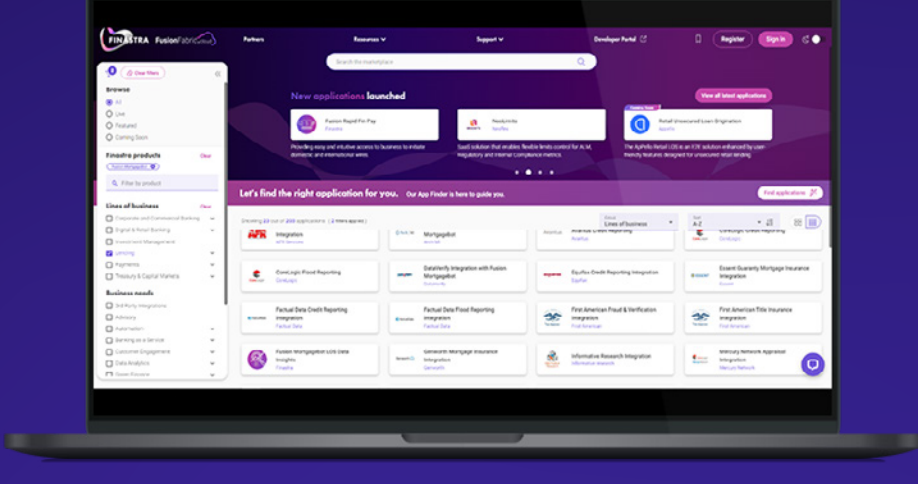 FINASTRA FusionFabric.cloud
Partners
Resources
Support
Developer Portal
Register
Sign In
Search the marketplace
Clear filters
Browse
All
Live
Featured
Coming Soon
Finastra products
Clear
Filter by product
Lines of business
Clear
Corporate and Commercial Banking
Digital & Retail Banking
Investment Management
Lending
Payments
Treasury & Capital Markets
Business needs
3rd Party Integrations
Advisory
Automation
Banking as a Service
Customer Engagement
Data Analytics
New applications launched
View all latest applications
Fusion Rapid Fin Pay
Finastra
Providing easy and intuitive access to business to initiate
domestic and international wires.
SaaS solution that enables flexible limits control for ALM,
regulatory and internal Compliance metrics.
Coming Soon
Retail Unsecured Loan Origination
The ApPello Retail LOS is an E2E solution enhanced by user
friendly features designed for unsecured retail lending.
Let's find the right application for you.
Our App Finder is here to guide you.
Find applications
Lines of business
A-Z
Integration
Mortgagebot
CoreLogic Flood Reporting
CoreLogic
DataVerify Integration with Fusion
Mortgagebot
DataVerify
Equifax Credit Reporting Integration
Equifax
Essent Guaranty Mortgage Insurance
Integration
Essent
Factual Data Credit Reporting
Integration
Factual Data
Factual Data Flood Reporting
Integration
Factual Data
First American Fraud & Verification
Integration
First American
First American Title Insurance
Integration
First American
Fusion Mortgagebot LOS Data
Insights
Finastra
Genworth Mortgage Insurance
Integration
Genworth
Informative Research Integration
Informative Research
Mercury Network Appraisal
Integration
Mercury Network